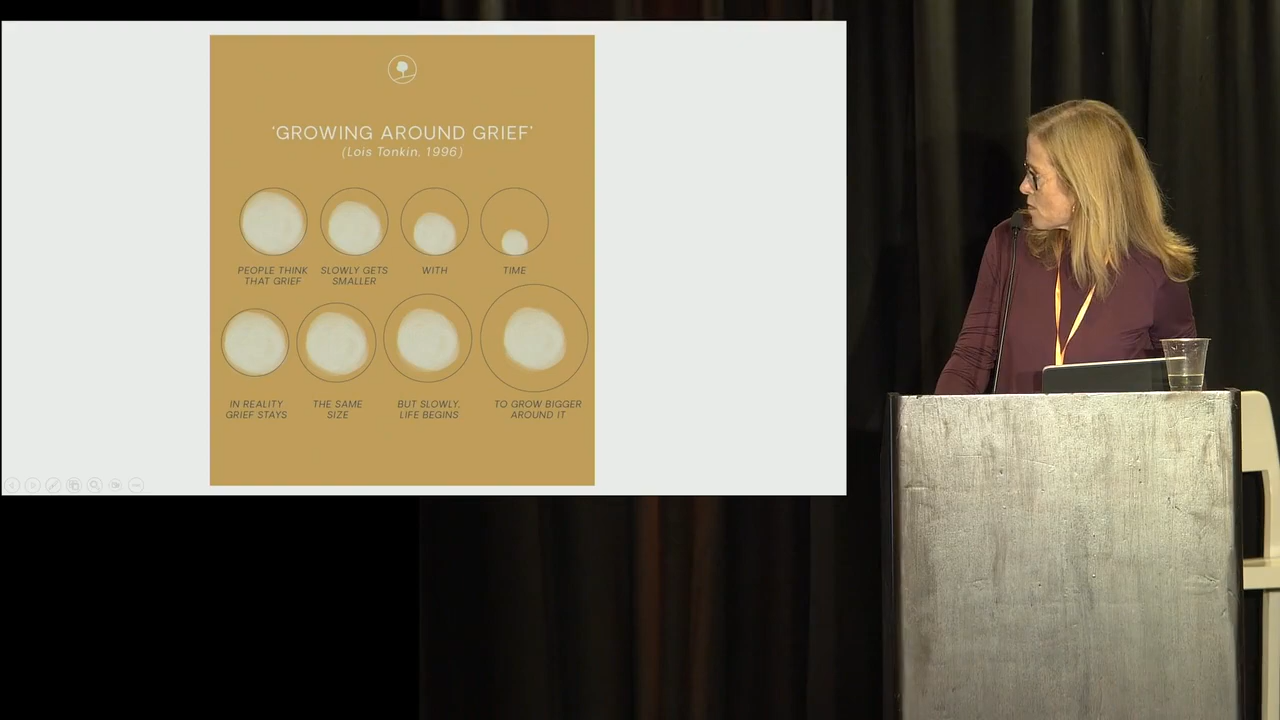 'GROWING AROUND GRIEF'
(Lois Tonkin, 1996)
PEOPLE THINK
THAT GRIEF
SLOWLY GETS
SMALLER
WITH
TIME
IN REALITY
GRIEF STAYS
THE SAME
SIZE
BUT SLOWLY,
LIFE BEGINS
TO GROW BIGGER
AROUND IT